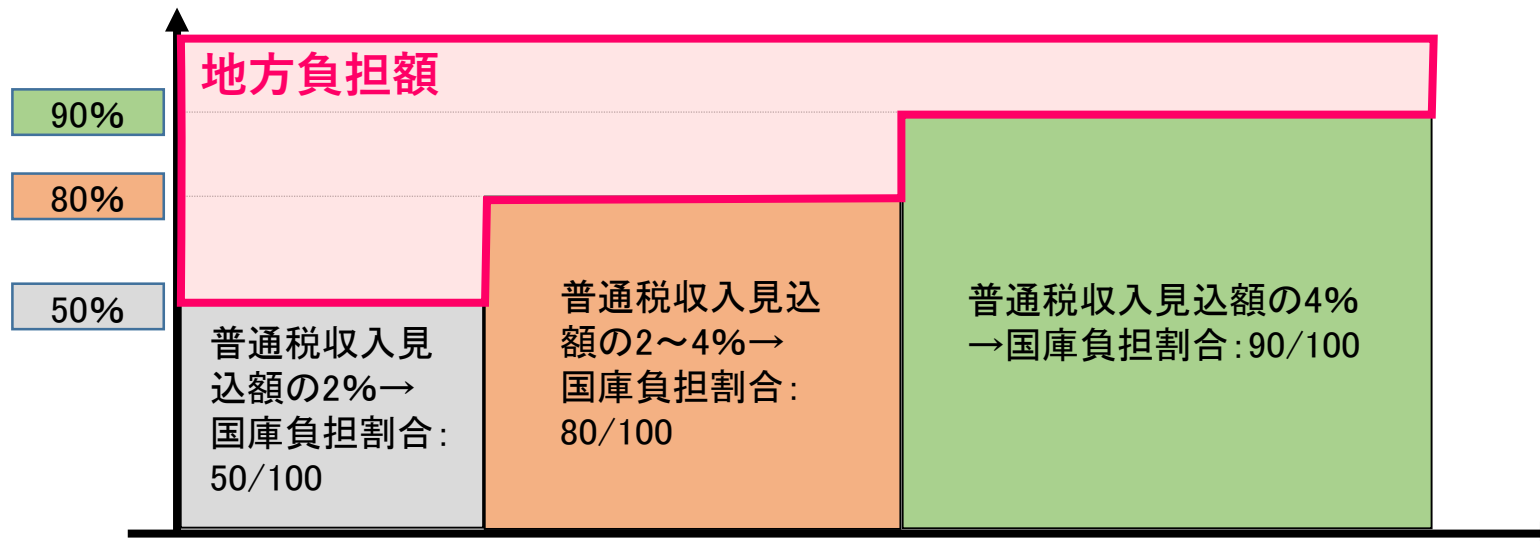 地方負担額
90%
80%
50%
普通税収入見
込額の2%→
国庫負担割合：
50/100
普通税収入見込
額の2～4%→
国庫負担割合：
80/100
普通税収入見込額の4%
→国庫負担割合：90/100